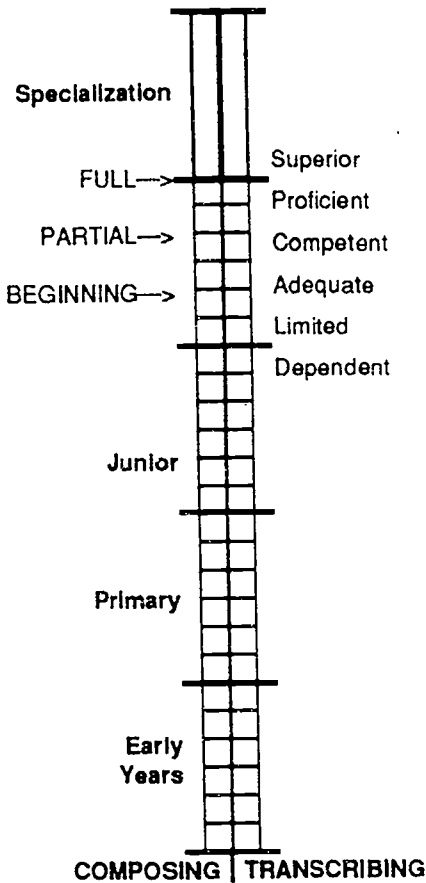 Specialization
Superior
FULL—>
Proficient
PARTIAL—>
Competent
BEGINNING—>
Adequate
Limited
Dependent
Junior
Primary
Early
Years
COMPOSING TRANSCRIBING